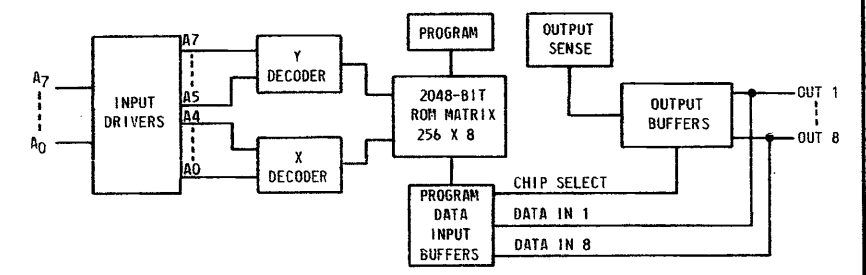 A7
A0
INPUT
DRIVERS
A7
A5
A4
A0
Y
DECODER
X
DECODER
PROGRAM
2048-BIT
ROM MATRIX
256 X 8
PROGRAM
DATA
INPUT
BUFFERS
OUTPUT
SENSE
OUTPUT
BUFFERS
CHIP SELECT
DATA IN 1
DATA IN 8
OUT 1
OUT 8